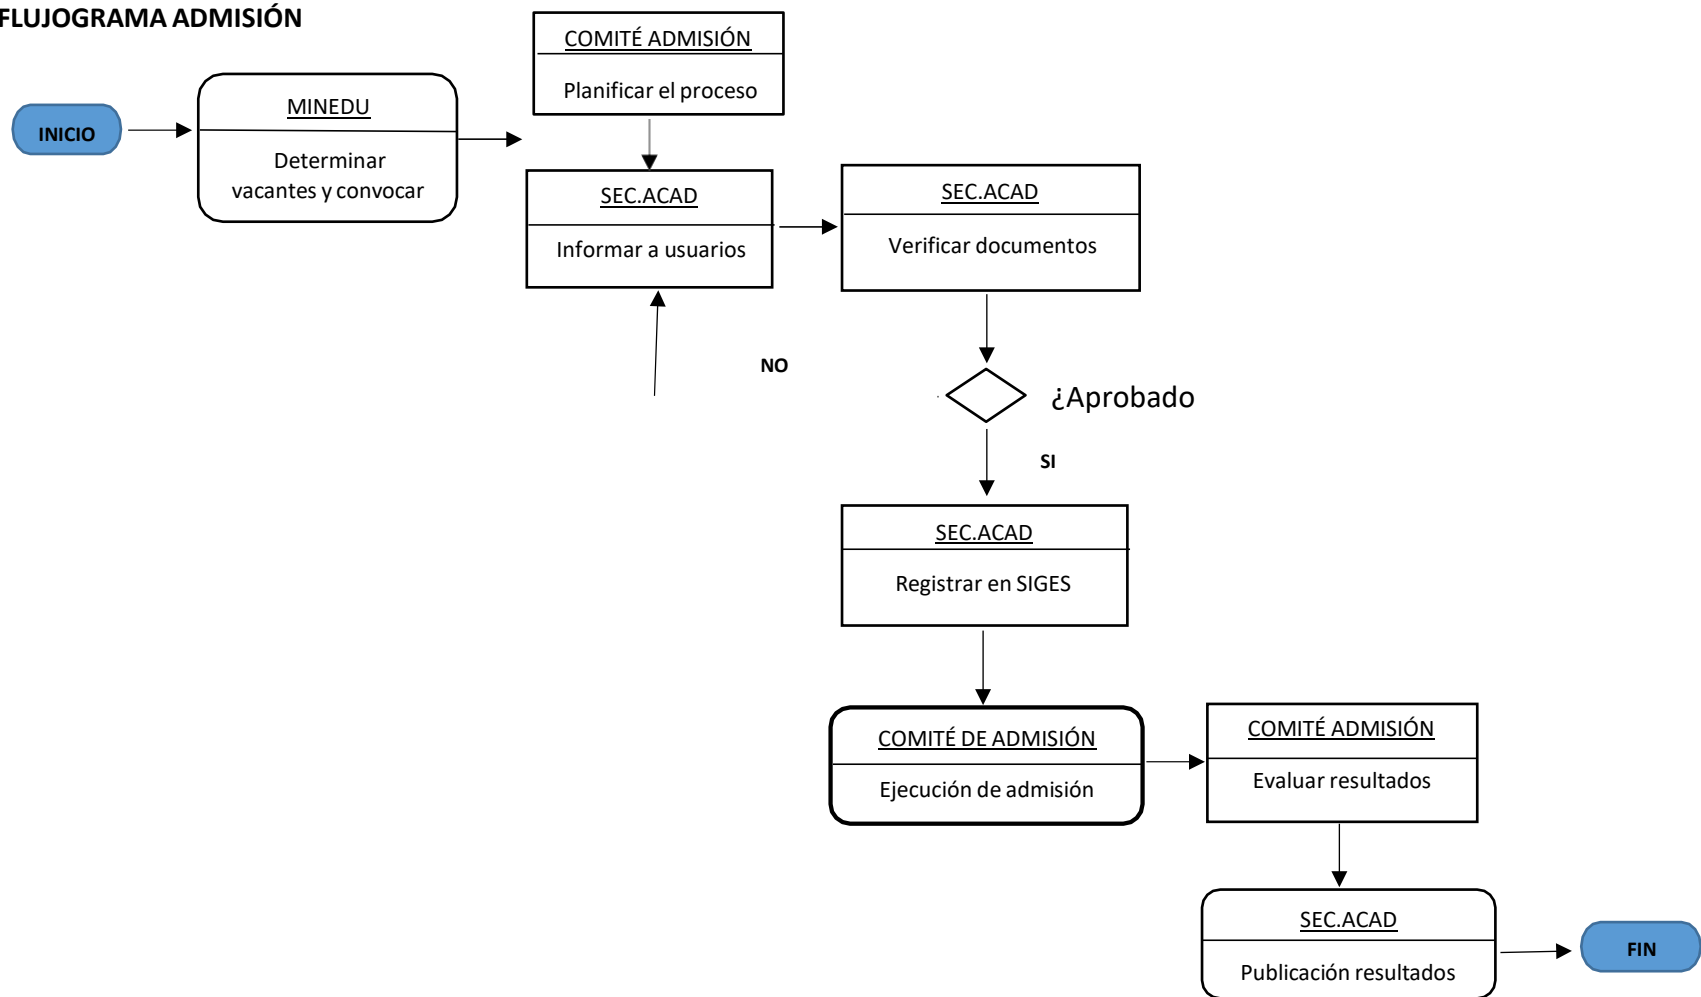 FLUJOGRAMA ADMISIÓN
COMITÉ ADMISIÓN
Planificar el proceso
INICIO
MINEDU
Determinar
vacantes y convocar
SEC.ACAD
Informar a usuarios
SEC.ACAD
Verificar documentos
NO
¿Aprobado
SI
SEC.ACAD
Registrar en SIGES
COMITÉ DE ADMISIÓN
Ejecución de admisión
COMITÉ ADMISIÓN
Evaluar resultados
SEC.ACAD
Publicación resultados
FIN